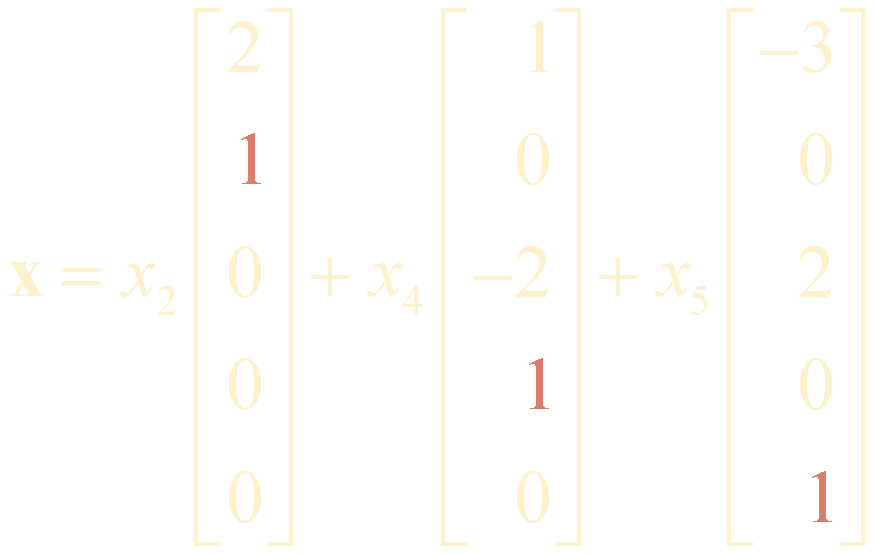 2 1 −3
1 0 0
x = x₂ 0 + x₄ −2 + x₅ 2
0 1 0
0 0 1